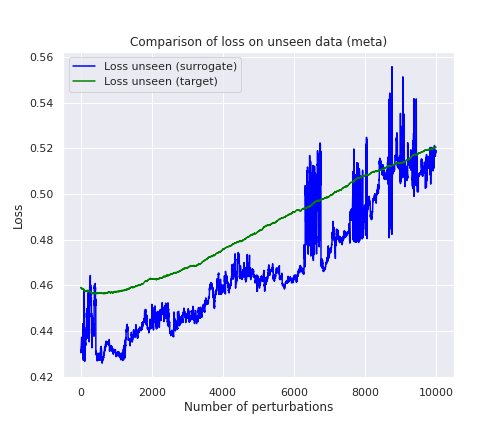 Comparison of loss on unseen data (meta)
Loss unseen (surrogate)
Loss unseen (target)
0.56
0.54
0.52
0.50
0.48
0.46
0.44
0.42
Loss
0
2000
4000
6000
8000
10000
Number of perturbations